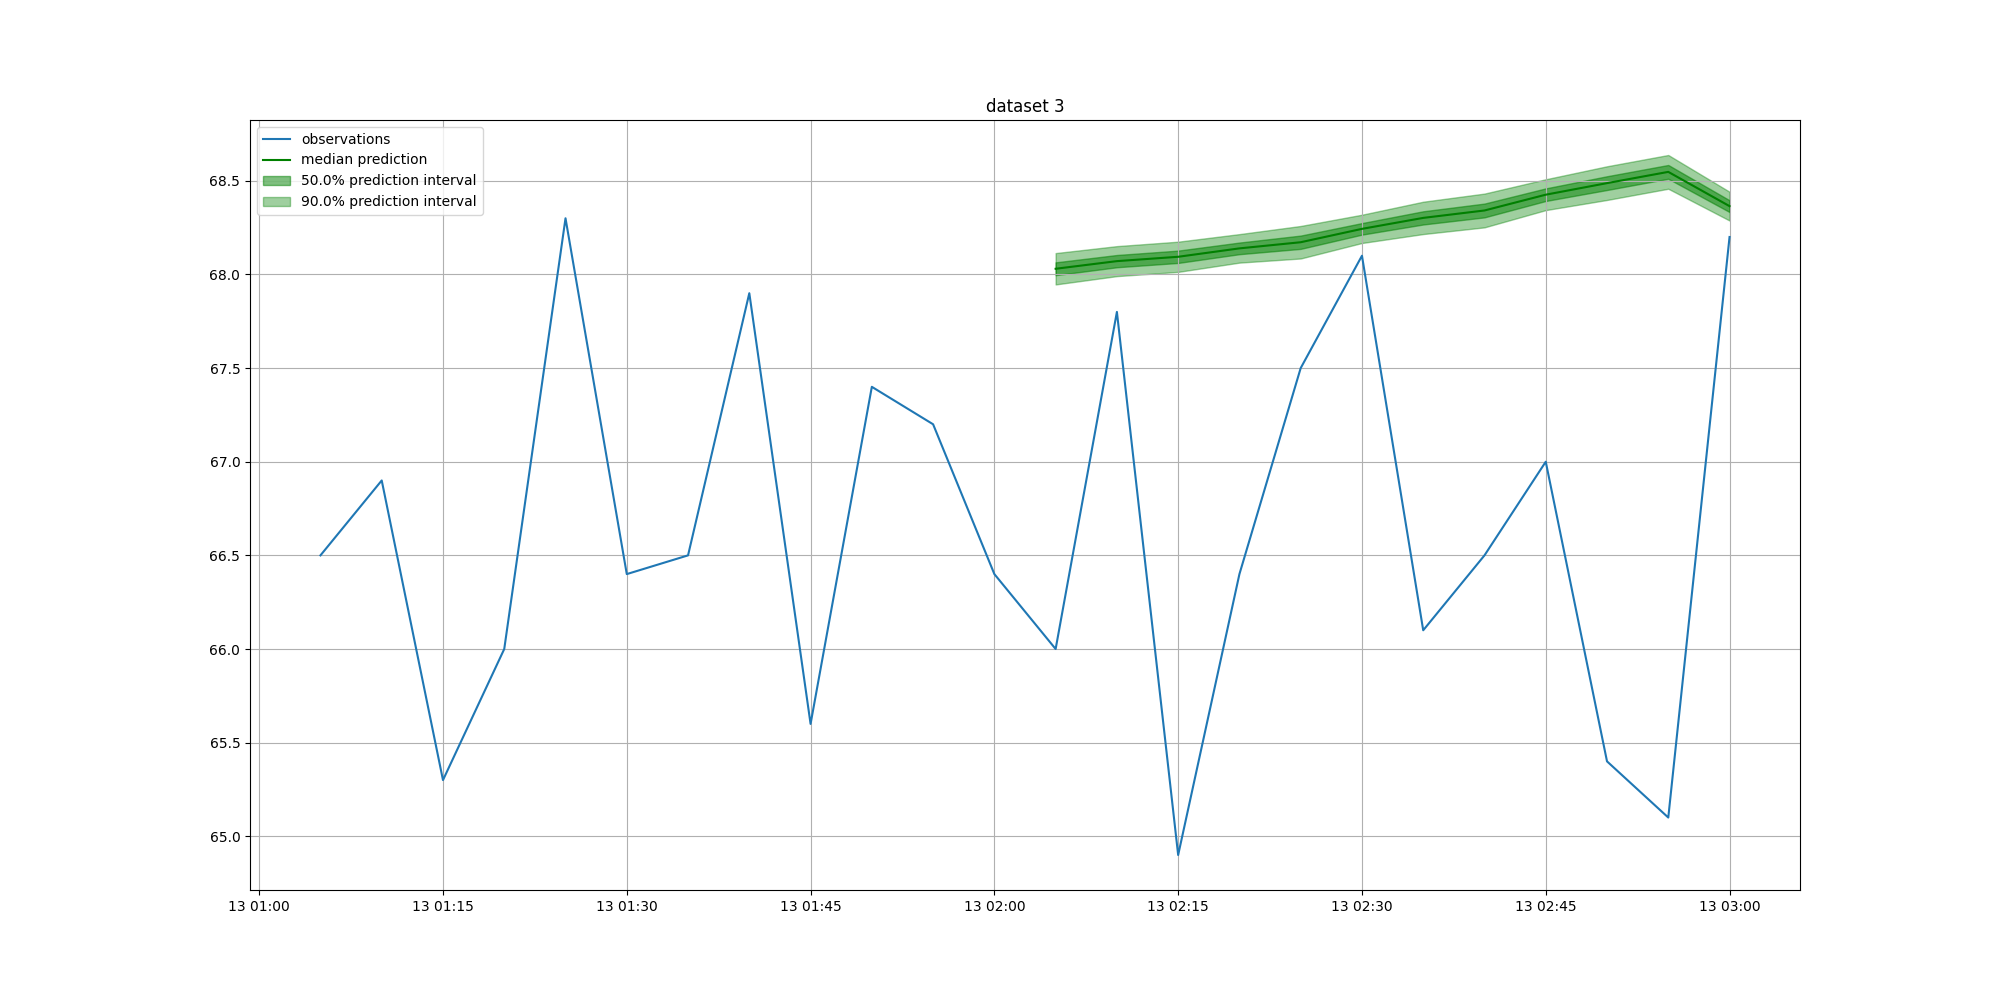 dataset 3
observations
median prediction
50.0% prediction interval
90.0% prediction interval
68.5
68.0
67.5
67.0
66.5
66.0
65.5
65.0
13 01:00 13 01:15 13 01:30 13 01:45 13 02:00 13 02:15 13 02:30 13 02:45 13 03:00